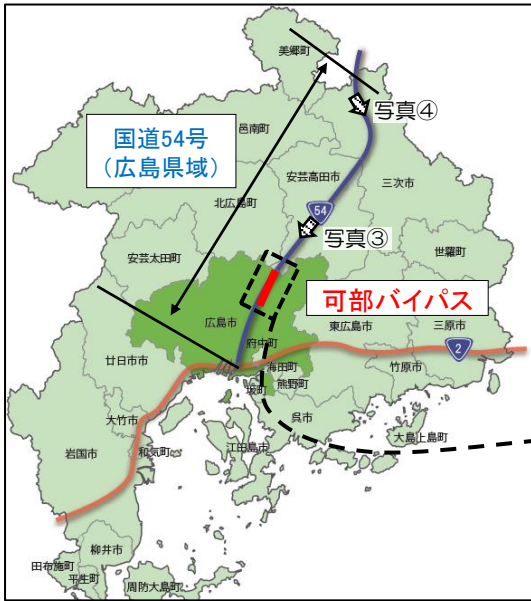 美郷町
写真④
国道54号
（広島県域）
邑南町
安芸高田市
三次市
北広島町
54
写真③
世羅町
安芸太田町
可部バイパス
広島市
東広島市
三原市
府中町
2
廿日市市
海田町
竹原市
坂町
熊野町
大竹市
呉市
岩国市
和気町
江田島市
大島上島町
柳井市
田布施町
平生町
周防大島町